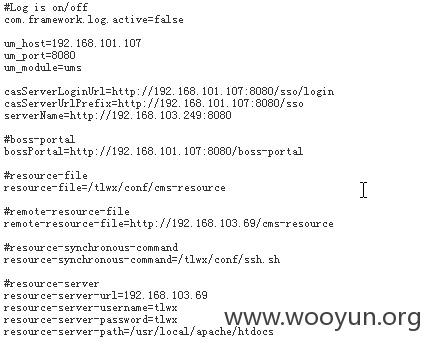 #Log is on/off
com.framework.log.active=false
um_host=192.168.101.107
um_port=8080
um_module=ums
casServerLoginUrl=http://192.168.101.107:8080/sso/login
casServerUrlPrefix=http://192.168.101.107:8080/sso
serverName=http://192.168.103.249:8080
#boss-portal
bossPortal=http://192.168.101.107:8080/boss-portal
#resource-file
resource-file=/tlwx/conf/cms-resource
#remote-resource-file
remote-resource-file=http://192.168.103.69/cms-resource
#resource-synchronous-command
resource-synchronous-command=/tlwx/conf/ssh.sh
#resource-server
resource-server-url=192.168.103.69
resource-server-username=tlwx
resource-server-password=tlwx
resource-server-path=/usr/local/apache/htdocs
www.wooyun.org